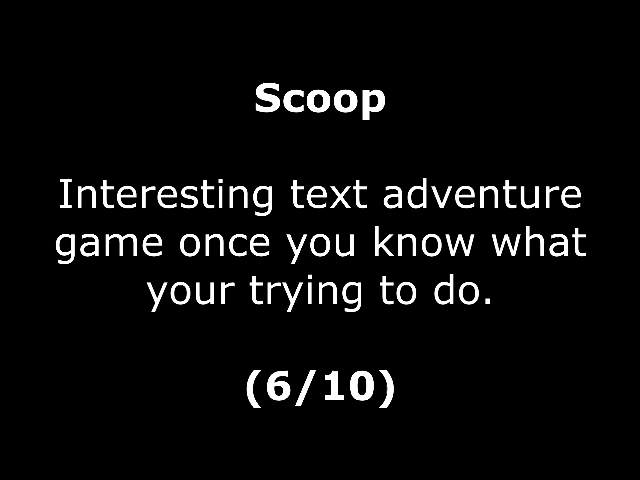 Scoop
Interesting text adventure
game once you know what
your trying to do.
(6/10)